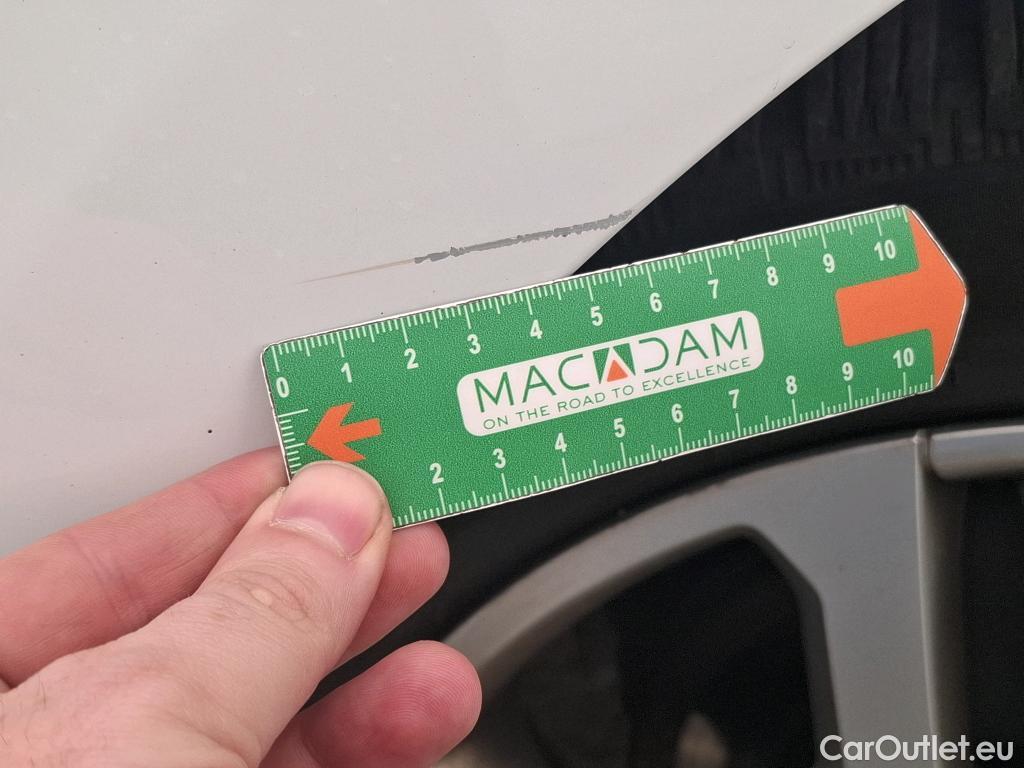 0 1 2 3 4 5 6 7 8 9 10
MACADAM
ON THE ROAD TO EXCELLENCE
2 3 4 5 6 7 8 9 10
CarOutlet.eu